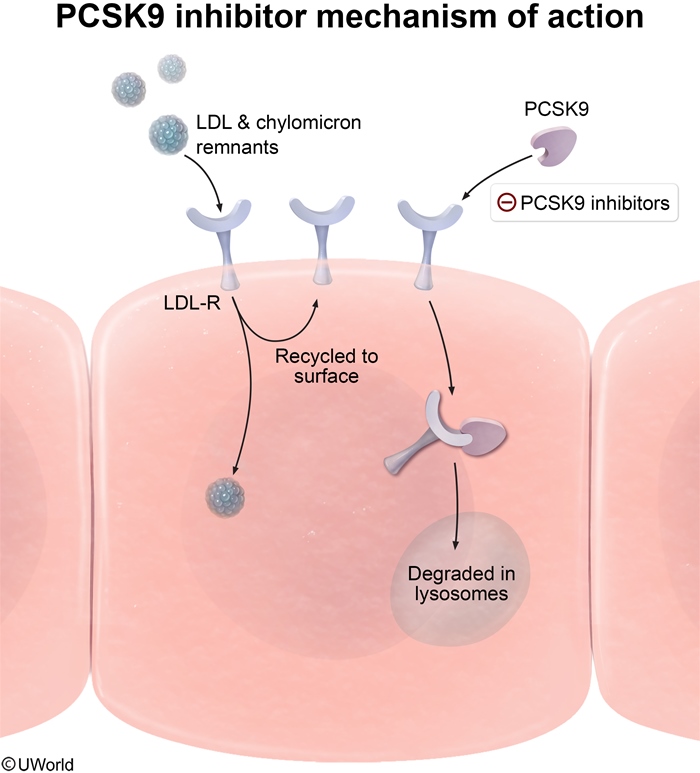 PCSK9 inhibitor mechanism of action
LDL & chylomicron
remnants
PCSK9
⊖ PCSK9 inhibitors
LDL-R
Recycled to
surface
Degraded in
lysosomes
©UWorld